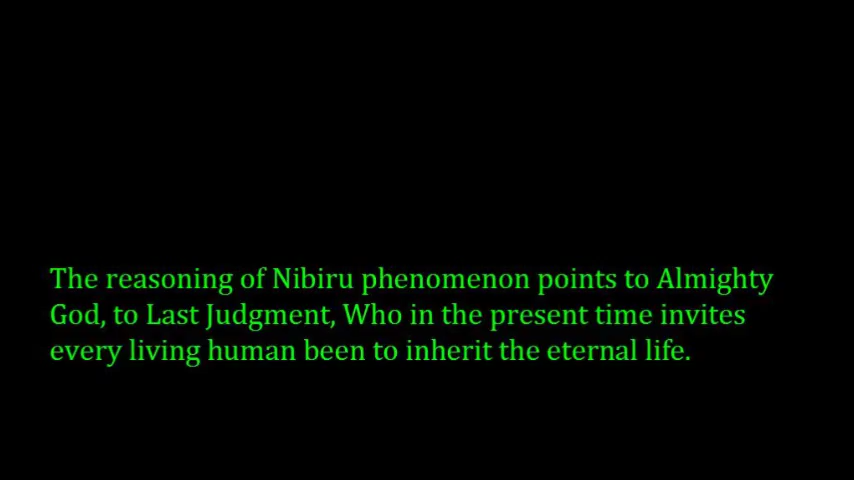 The reasoning of Nibiru phenomenon points to Almighty
God, to Last Judgment, Who in the present time invites
every living human been to inherit the eternal life.